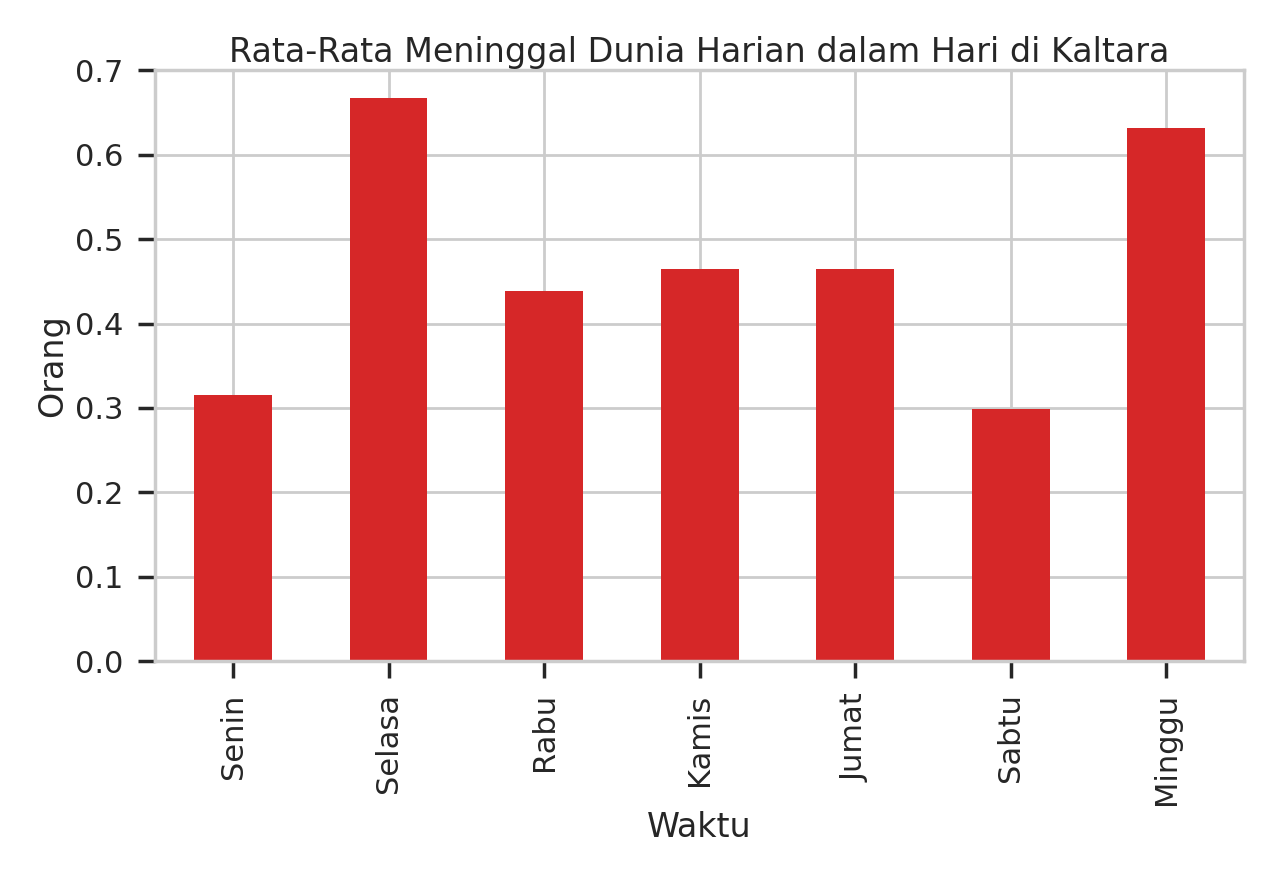 Rata-Rata Meninggal Dunia Harian dalam Hari di Kaltara
0.7
0.6
0.5
0.4
0.3
0.2
0.1
0.0
Orang
Senin
Selasa
Rabu
Kamis
Jumat
Sabtu
Minggu
Waktu